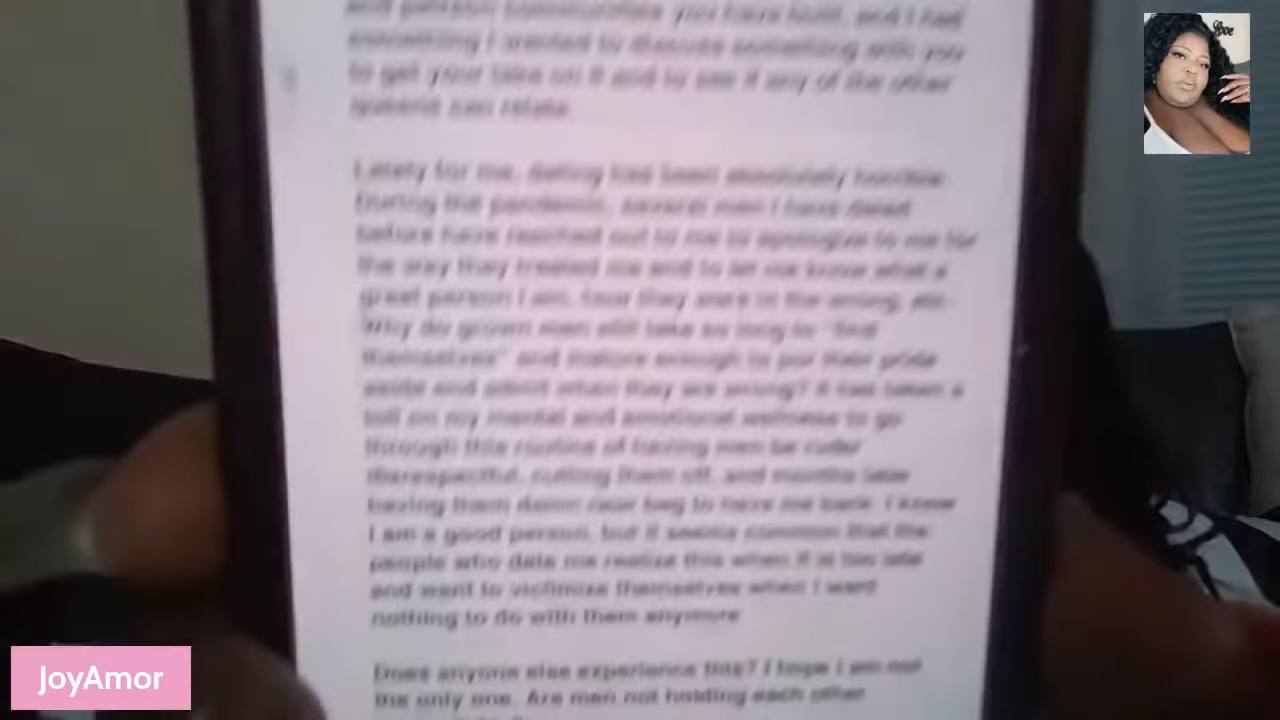 and patreon communities you have built, and I had
something I wanted to discuss something with you
to get your take on it and to see if any of the other
queens can relate.
Lately for me, dating has been absolutely horrible.
During the pandemic, several men I have dated
before have reached out to me to apologize to me for
the way they treated me and to let me know what a
great person I am, how they were in the wrong, etc.
Why do grown men still take so long to "find
themselves" and mature enough to put their pride
aside and admit when they are wrong? It has taken a
toll on my mental and emotional wellness to go
through this routine of having men be rude/
disrespectful, cutting them off, and months later
having them damn near beg to have me back. I know
I am a good person, but it seems common that the
people who date me realize this when it is too late
and want to victimize themselves when I want
nothing to do with them anymore
Does anyone else experience this? I hope I am not
the only one. Are men not holding each other
JoyAmor
Love